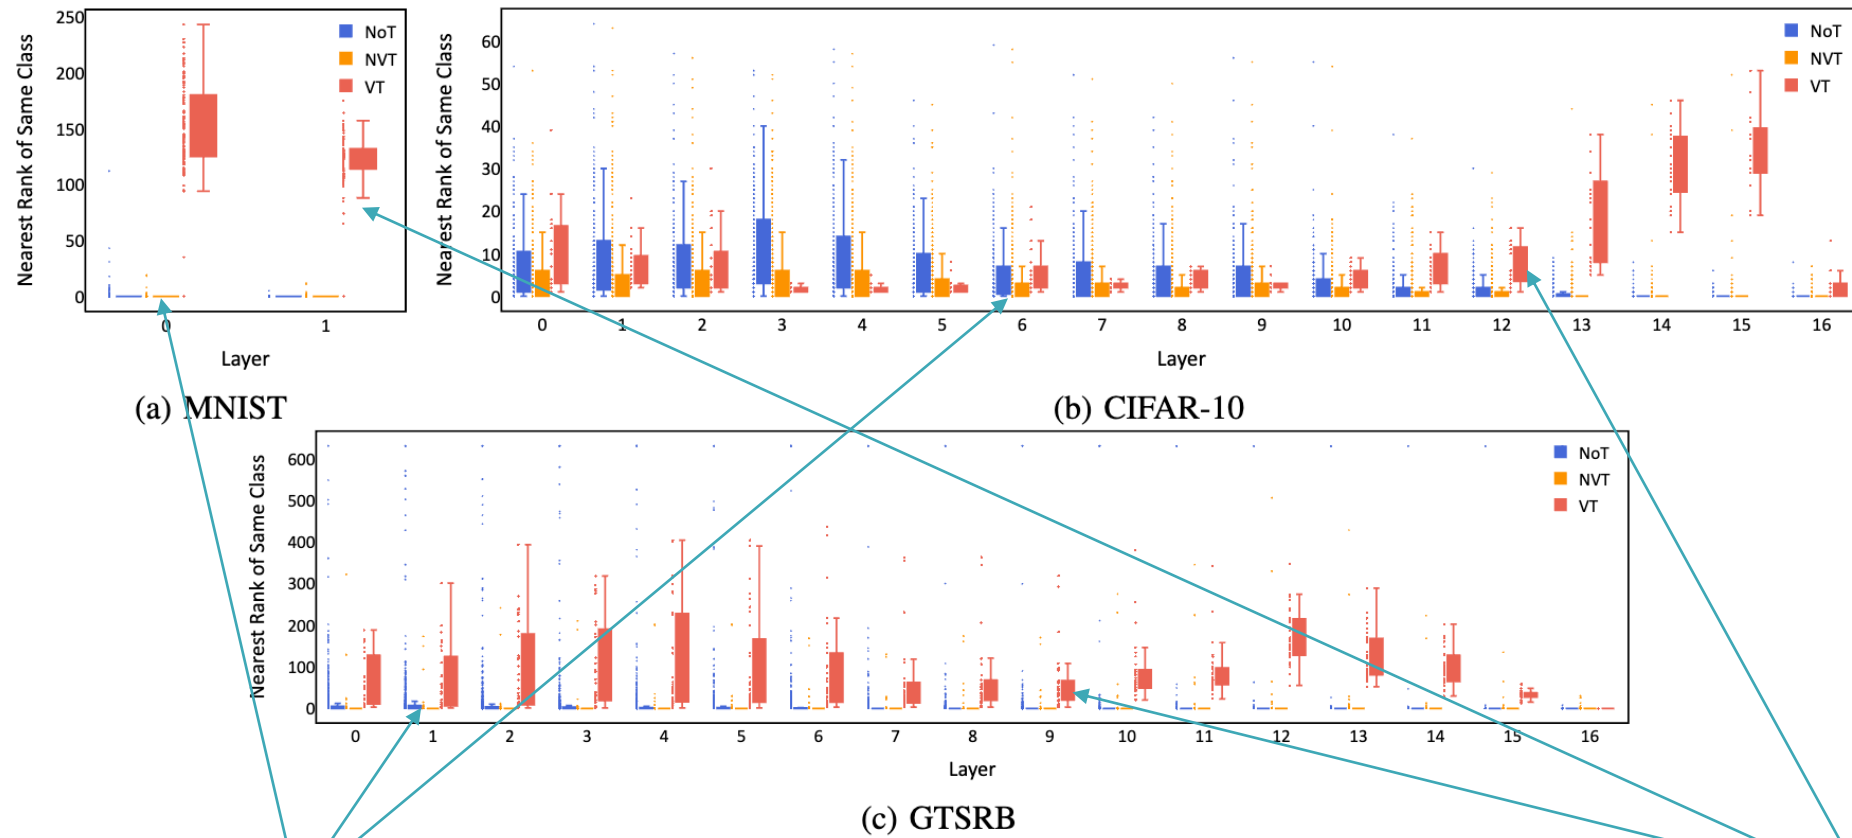 Nearest Rank of Same Class
250
200
150
100
50
0
NoT
NVT
VT
0 1
Layer
(a) MNIST
Nearest Rank of Same Class
60
50
40
30
20
10
0
NoT
NVT
VT
0 1 2 3 4 5 6 7 8 9 10 11 12 13 14 15 16
Layer
(b) CIFAR-10
Nearest Rank of Same Class
600
500
400
300
200
100
0
NoT
NVT
VT
0 1 2 3 4 5 6 7 8 9 10 11 12 13 14 15 16
Layer
(c) GTSRB